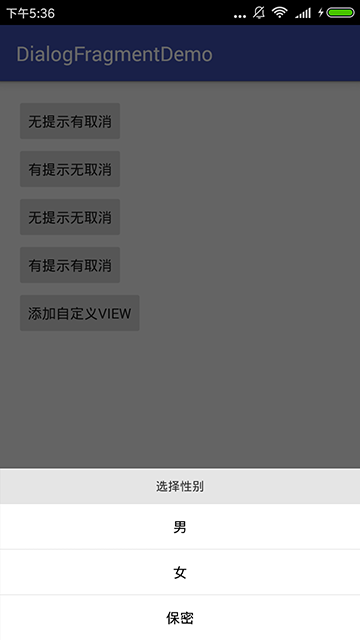 下午5:36
DialogFragmentDemo
无提示有取消
有提示无取消
无提示无取消
有提示有取消
添加自定义VIEW
选择性别
男
女
保密